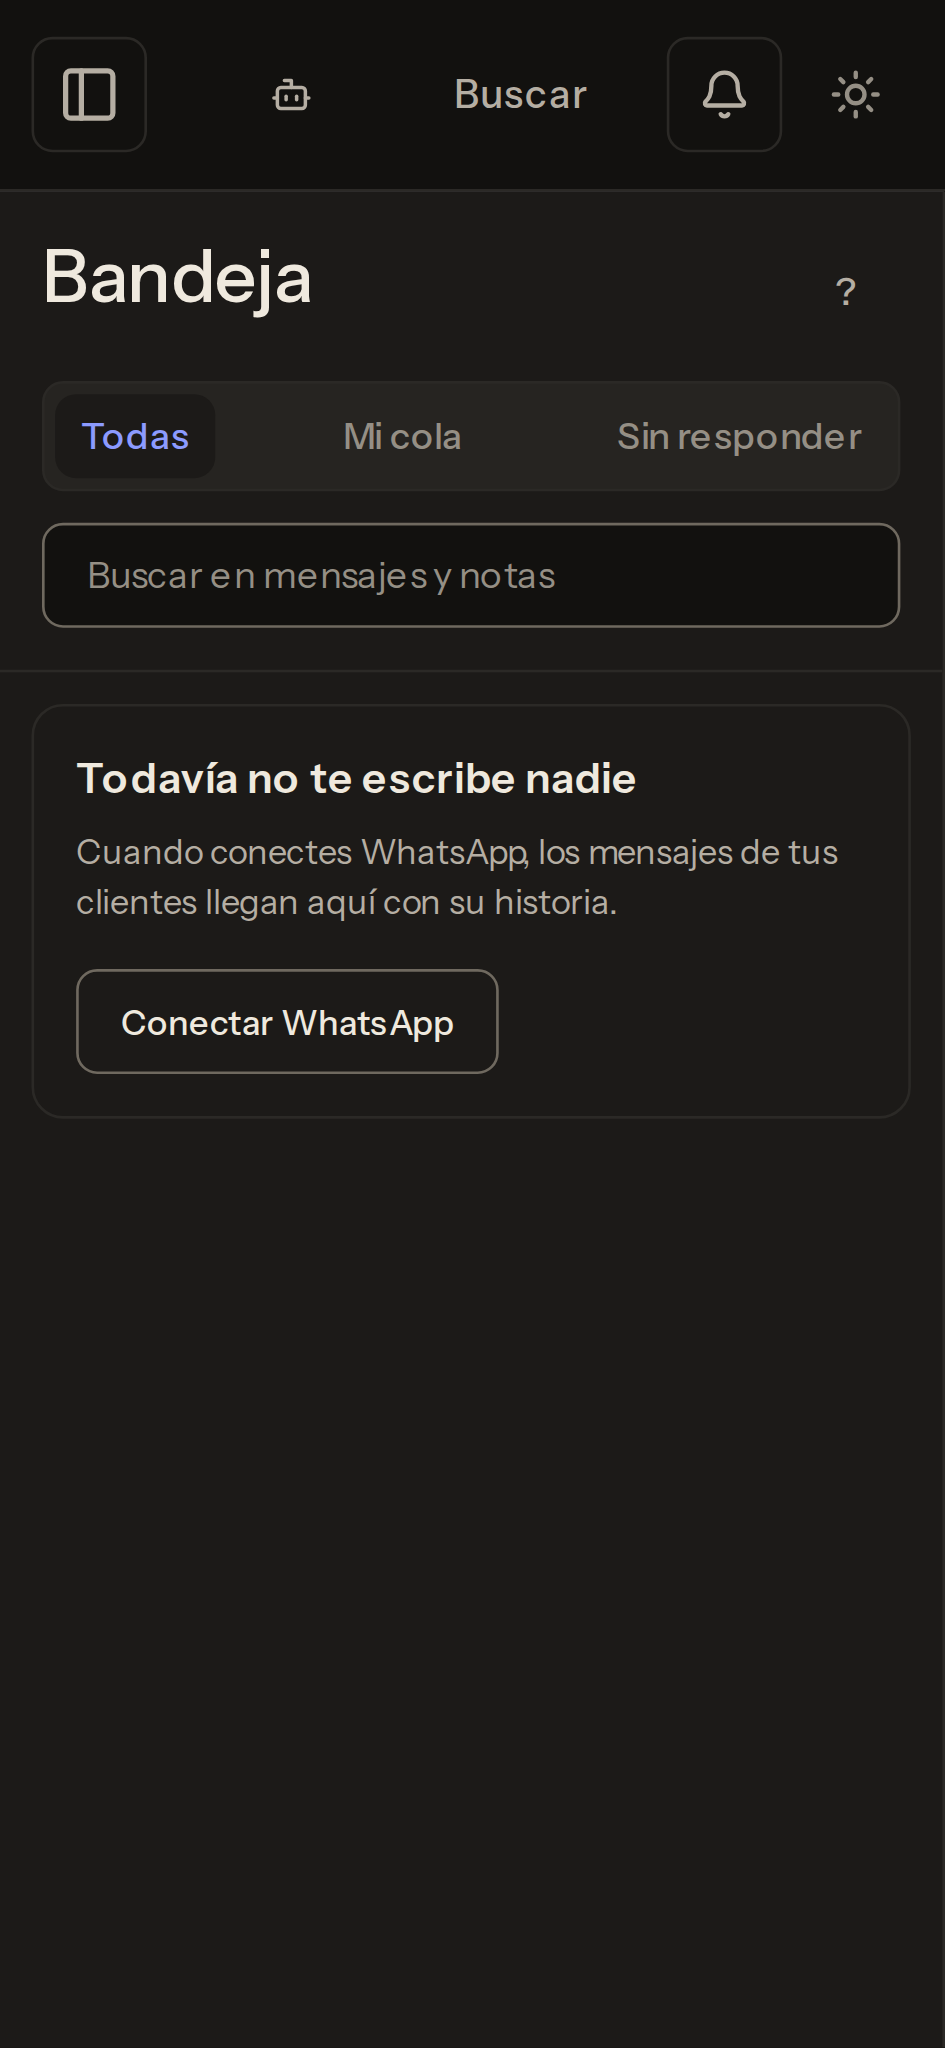 Buscar
Bandeja
?
Todas
Mi cola
Sin responder
Buscar en mensajes y notas
Todavía no te escribe nadie
Cuando conectes WhatsApp, los mensajes de tus
clientes llegan aquí con su historia.
Conectar WhatsApp